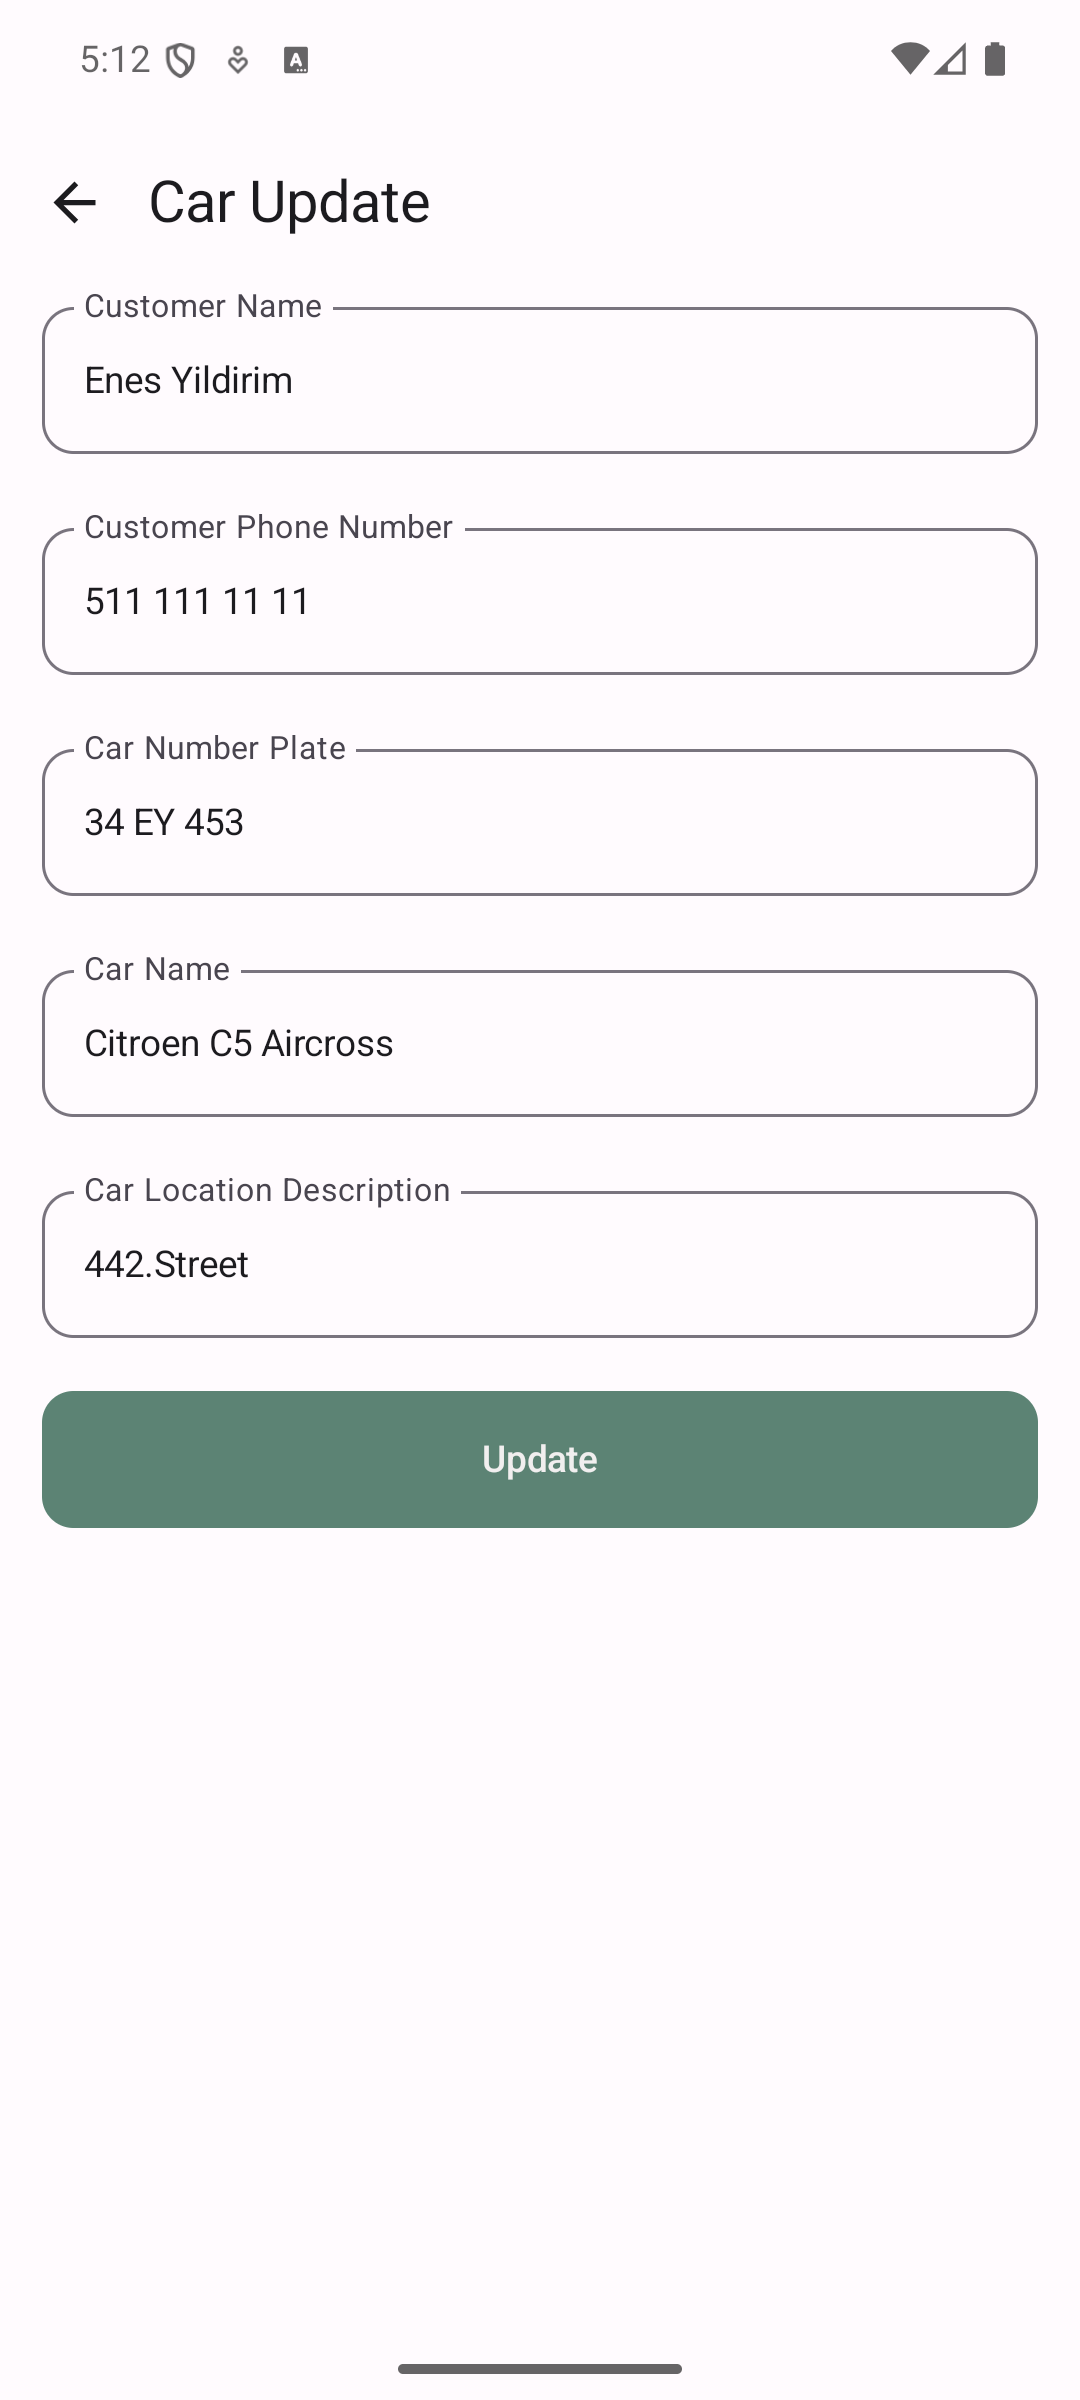 5:12
Car Update
Customer Name
Enes Yildirim
Customer Phone Number
511 111 11 11
Car Number Plate
34 EY 453
Car Name
Citroen C5 Aircross
Car Location Description
442.Street
Update